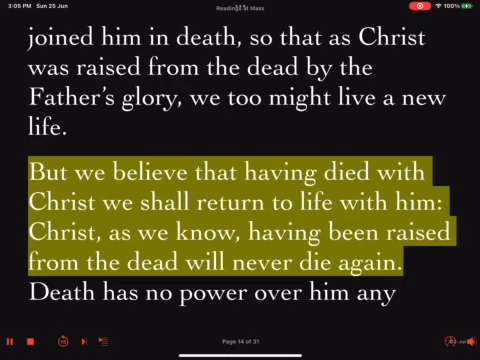 3:05 PM Sun 25 Jun
100%
joined him in death, so that as Christ
was raised from the dead by the
Father’s glory, we too might live a new
life.
But we believe that having died with
Christ we shall return to life with him:
Christ, as we know, having been raised
from the dead will never die again.
Death has no power over him any
Page 14 of 31